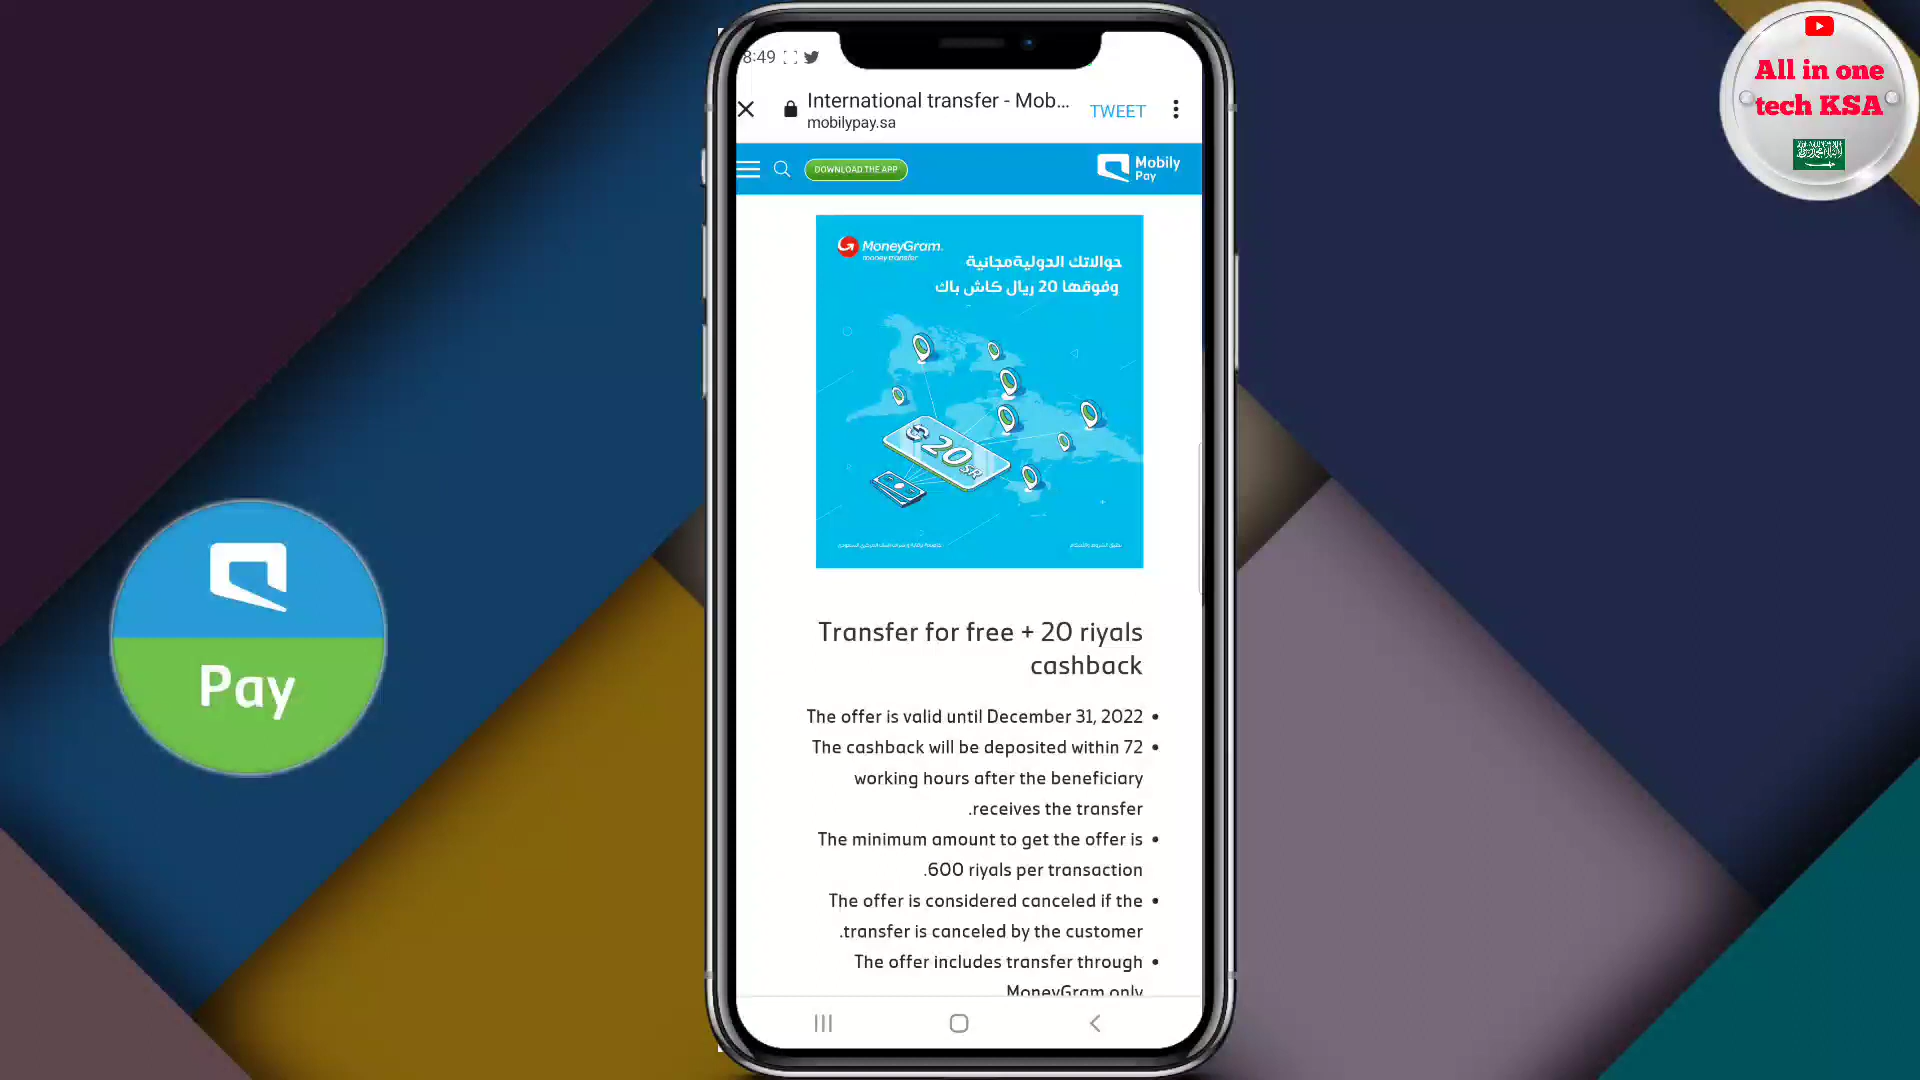 8:49
International transfer - Mob...
mobilypay.sa
TWEET
DOWNLOAD THE APP
Mobily
Pay
MoneyGram.
money transfer
حوالاتك الدولية مجانية
وفوقها 20 ريال كاش باك
20 SR
Transfer for free + 20 riyals
cashback
The offer is valid until December 31, 2022
The cashback will be deposited within 72
working hours after the beneficiary
.receives the transfer
The minimum amount to get the offer is
.600 riyals per transaction
The offer is considered canceled if the
.transfer is canceled by the customer
The offer includes transfer through
MoneyGram only
Pay
All in one
tech KSA